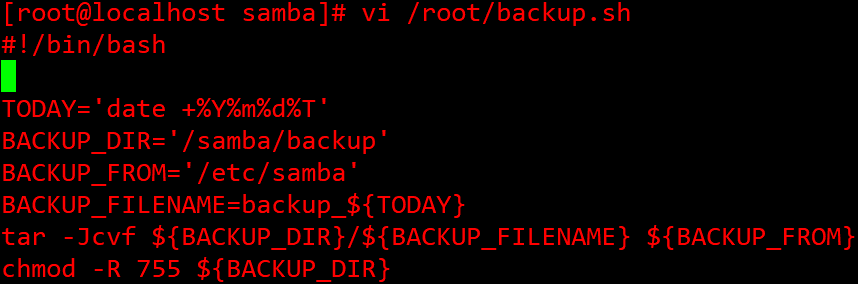 [root@localhost samba]# vi /root/backup.sh
#!/bin/bash
TODAY='date +%Y%m%d%T'
BACKUP_DIR='/samba/backup'
BACKUP_FROM='/etc/samba'
BACKUP_FILENAME=backup_${TODAY}
tar -Jcvf ${BACKUP_DIR}/${BACKUP_FILENAME} ${BACKUP_FROM}
chmod -R 755 ${BACKUP_DIR}